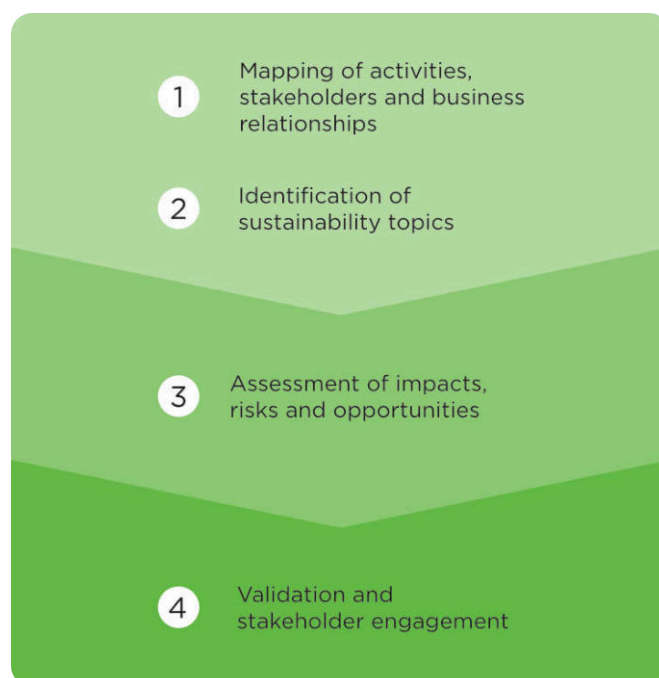 1
Mapping of activities,
stakeholders and business
relationships
2
Identification of
sustainability topics
3
Assessment of impacts,
risks and opportunities
4
Validation and
stakeholder engagement